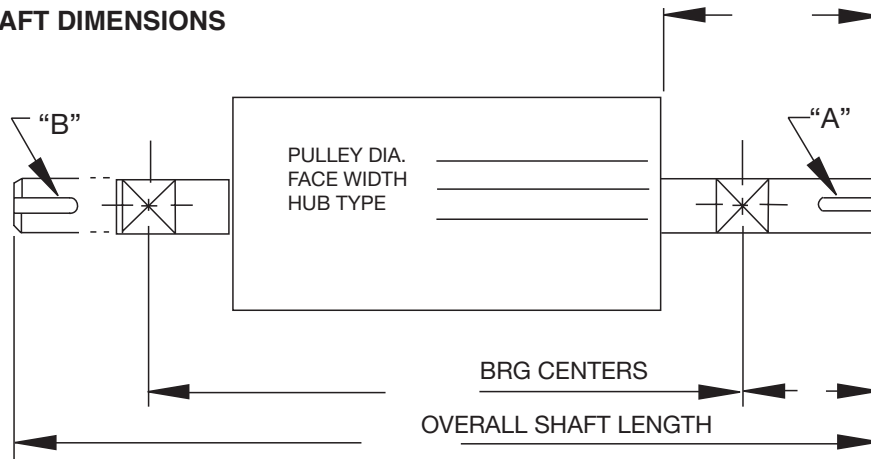 AFT DIMENSIONS
“B”
“A”
PULLEY DIA.
FACE WIDTH
HUB TYPE
BRG CENTERS
OVERALL SHAFT LENGTH